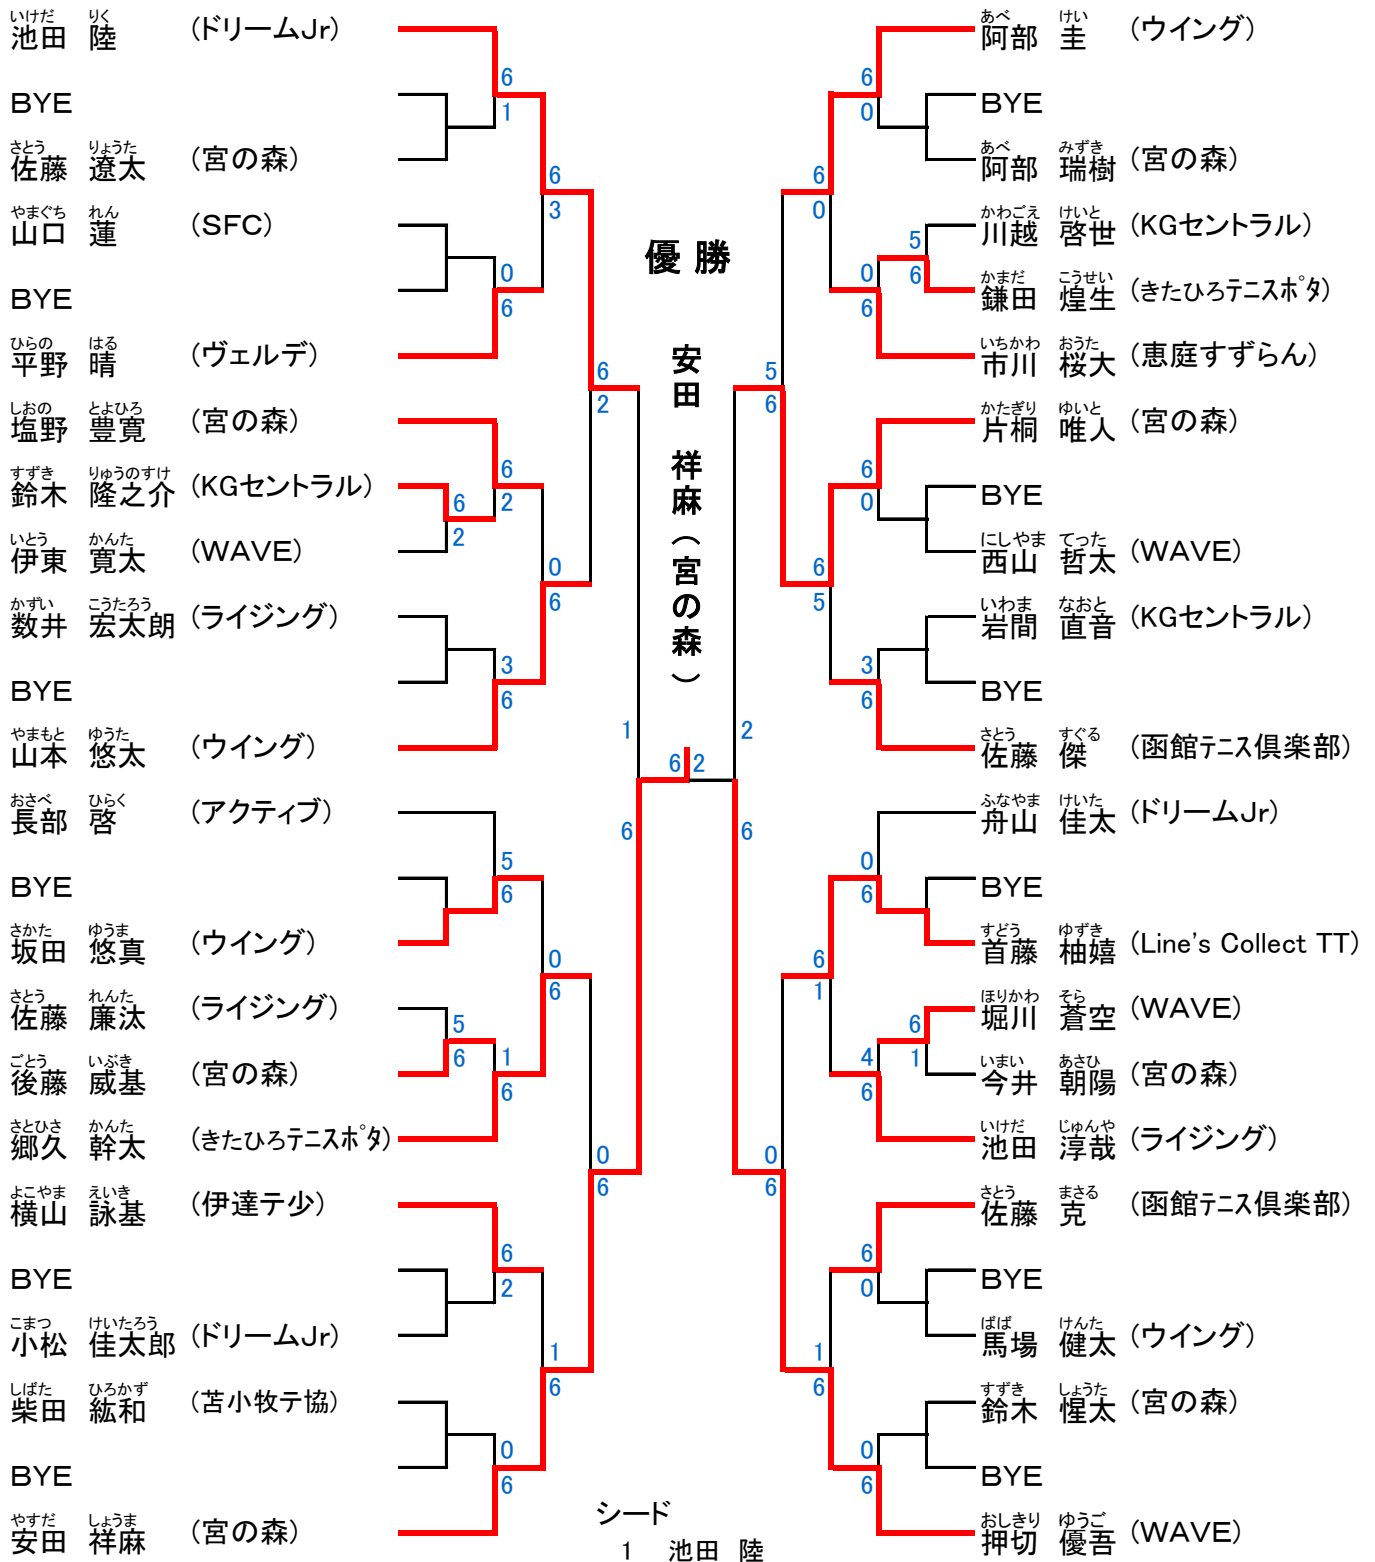 いけだ りく
池田 陸 (ドリームJr)
BYE
さとう りょうた
佐藤 遼太 (宮の森)
やまぐち れん
山口 蓮 (SFC)
BYE
ひらの はる
平野 晴 (ヴェルデ)
しおの とよひろ
塩野 豊寛 (宮の森)
すずき りゅうのすけ
鈴木 隆之介 (KGセントラル)
いとう かんた
伊東 寛太 (WAVE)
かずい こうたろう
数井 宏太朗 (ライジング)
BYE
やまもと ゆうた
山本 悠太 (ウイング)
おさべ ひらく
長部 啓 (アクティブ)
BYE
さかた ゆうま
坂田 悠真 (ウイング)
さとう れんた
佐藤 廉汰 (ライジング)
ごとう いぶき
後藤 威基 (宮の森)
さとひさ かんた
郷久 幹太 (きたひろテニスポタ)
よこやま えいき
横山 詠基 (伊達テ少)
BYE
こまつ けいたろう
小松 佳太郎 (ドリームJr)
しばた ひろかず
柴田 紘和 (苫小牧テ協)
BYE
やすだ しょうま
安田 祥麻 (宮の森)
6
1
0
6
6
2
6
2
3
6
5
6
5
6
1
6
6
2
0
6
6
3
0
6
0
6
1
6
6
2
0
6
1
6
優勝
安田 祥麻(宮の森)
6 2
2
6
5
6
0
6
6
0
6
5
6
1
1
6
6
0
0
6
6
0
3
6
0
6
4
6
6
0
0
6
5
6
6
1
あべ けい
阿部 圭 (ウイング)
BYE
あべ みずき
阿部 瑞樹 (宮の森)
かわごえ けいと
川越 啓世 (KGセントラル)
かまだ こうせい
鎌田 煌生 (きたひろテニスポタ)
いちかわ おうた
市川 桜大 (恵庭すずらん)
かたぎり ゆいと
片桐 唯人 (宮の森)
BYE
にしやま てった
西山 哲太 (WAVE)
いわま なおと
岩間 直音 (KGセントラル)
BYE
さとう すぐる
佐藤 傑 (函館テニス倶楽部)
ふなやま けいた
舟山 佳太 (ドリームJr)
BYE
すどう ゆずき
首藤 柚嬉 (Line's Collect TT)
ほりかわ そら
堀川 蒼空 (WAVE)
いまい あさひ
今井 朝陽 (宮の森)
いけだ じゅんや
池田 淳哉 (ライジング)
さとう まさる
佐藤 克 (函館テニス倶楽部)
BYE
ばば けんた
馬場 健太 (ウイング)
すずき しょうた
鈴木 惺太 (宮の森)
BYE
おしきり ゆうご
押切 優吾 (WAVE)
シード
1 池田 陸